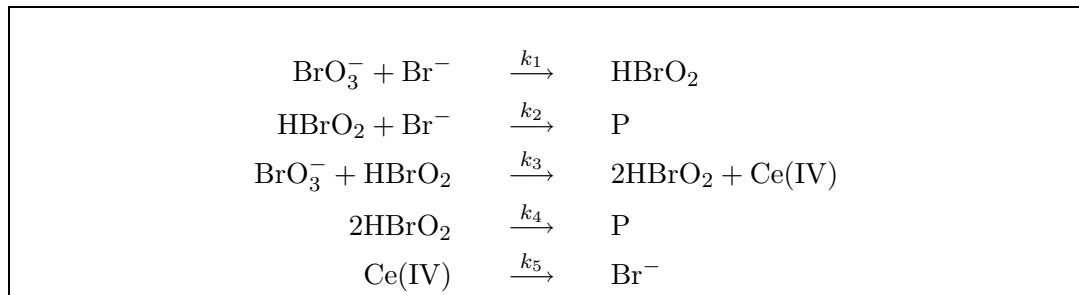 BrO₃⁻ + Br⁻ —k₁→ HBrO₂
HBrO₂ + Br⁻ —k₂→ P
BrO₃⁻ + HBrO₂ —k₃→ 2HBrO₂ + Ce(IV)
2HBrO₂ —k₄→ P
Ce(IV) —k₅→ Br⁻